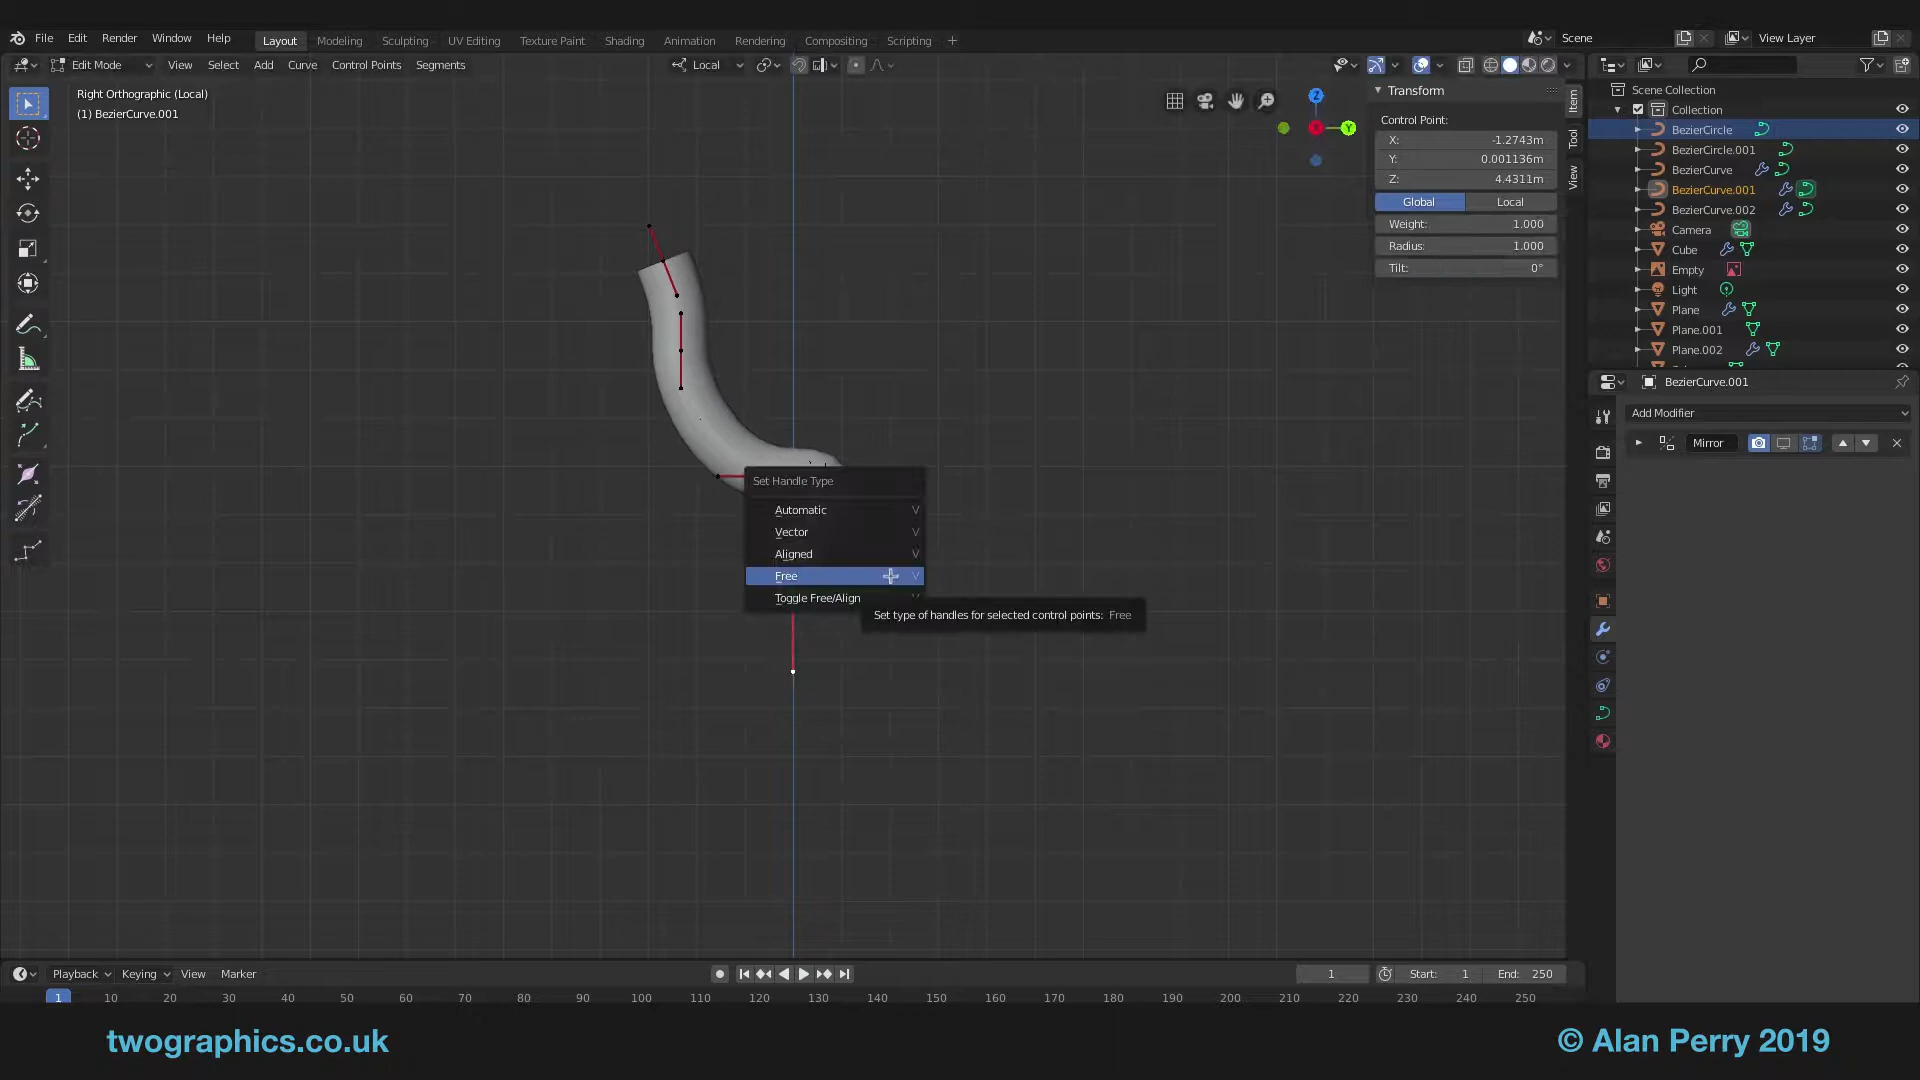 File Edit Render Window Help
Layout Modeling Sculpting UV Editing Texture Paint Shading Animation Rendering Compositing Scripting +
Scene
View Layer
Edit Mode View Select Add Curve Control Points Segments
Local
Right Orthographic (Local)
(1) BezierCurve.001
Transform
Control Point:
X: -1.2743m
Y: 0.001136m
Z: 4.4311m
Global Local
Weight: 1.000
Radius: 1.000
Tilt: 0°
Item
Tool
View
Scene Collection
Collection
BezierCircle
BezierCircle.001
BezierCurve
BezierCurve.001
BezierCurve.002
Camera
Cube
Empty
Light
Plane
Plane.001
Plane.002
BezierCurve.001
Add Modifier
Mirror
Set Handle Type
Automatic V
Vector V
Aligned V
Free V
Toggle Free/Align V
Set type of handles for selected control points: Free
Playback Keying View Marker
1 Start: 1 End: 250
1 10 20 30 40 50 60 70 80 90 100 110 120 130 140 150 160 170 180 190 200 210 220 230 240 250
twographics.co.uk
© Alan Perry 2019